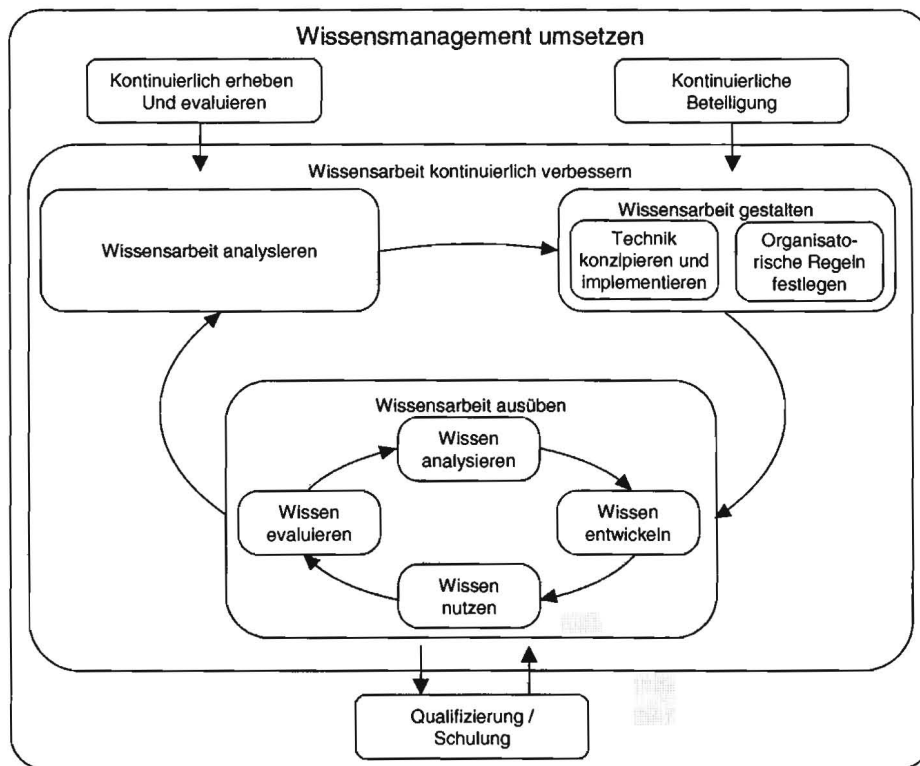 Wissensmanagement umsetzen
Kontinuierlich erheben
Und evaluieren
Kontinuierliche
Beteiligung
Wissensarbeit kontinuierlich verbessern
Wissensarbeit analysieren
Wissensarbeit gestalten
Technik
konzipieren und
implementieren
Organisato-
rische Regeln
festlegen
Wissensarbeit ausüben
Wissen
analysieren
Wissen
evaluieren
Wissen
entwickeln
Wissen
nutzen
Qualifizierung /
Schulung